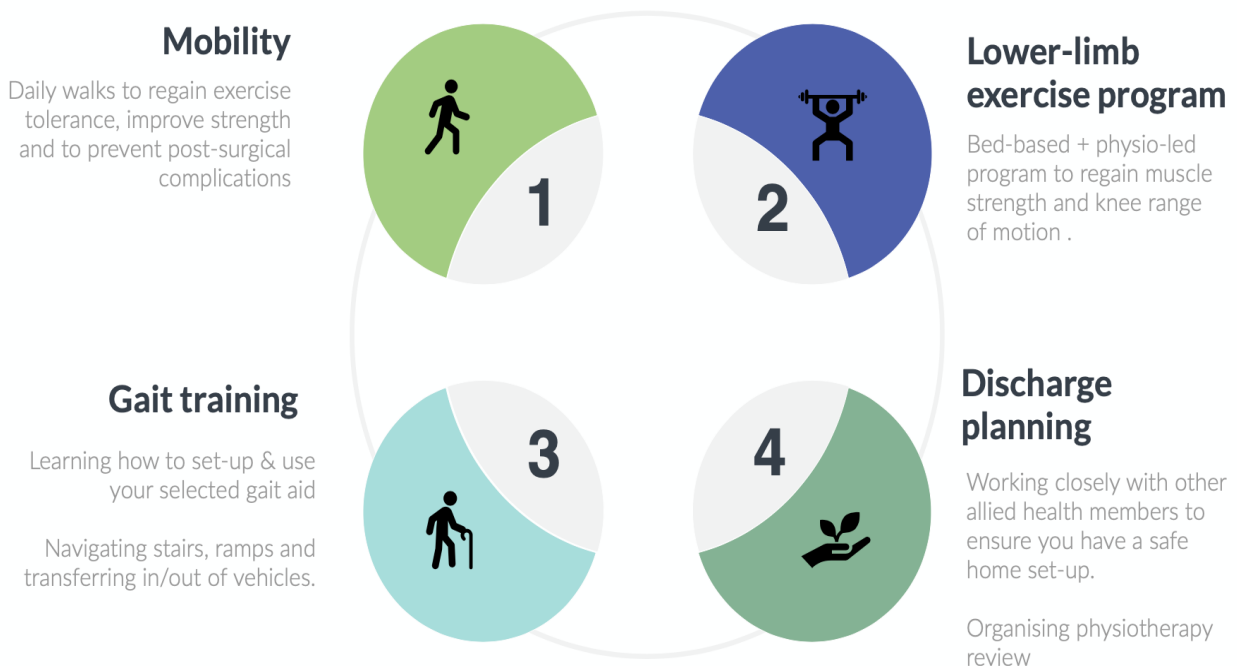 Mobility
Daily walks to regain exercise
tolerance, improve strength
and to prevent post-surgical
complications
1
Lower-limb
exercise program
Bed-based + physio-led
program to regain muscle
strength and knee range
of motion .
2
Gait training
Learning how to set-up & use
your selected gait aid
Navigating stairs, ramps and
transferring in/out of vehicles.
3
Discharge
planning
Working closely with other
allied health members to
ensure you have a safe
home set-up.
Organising physiotherapy
review
4